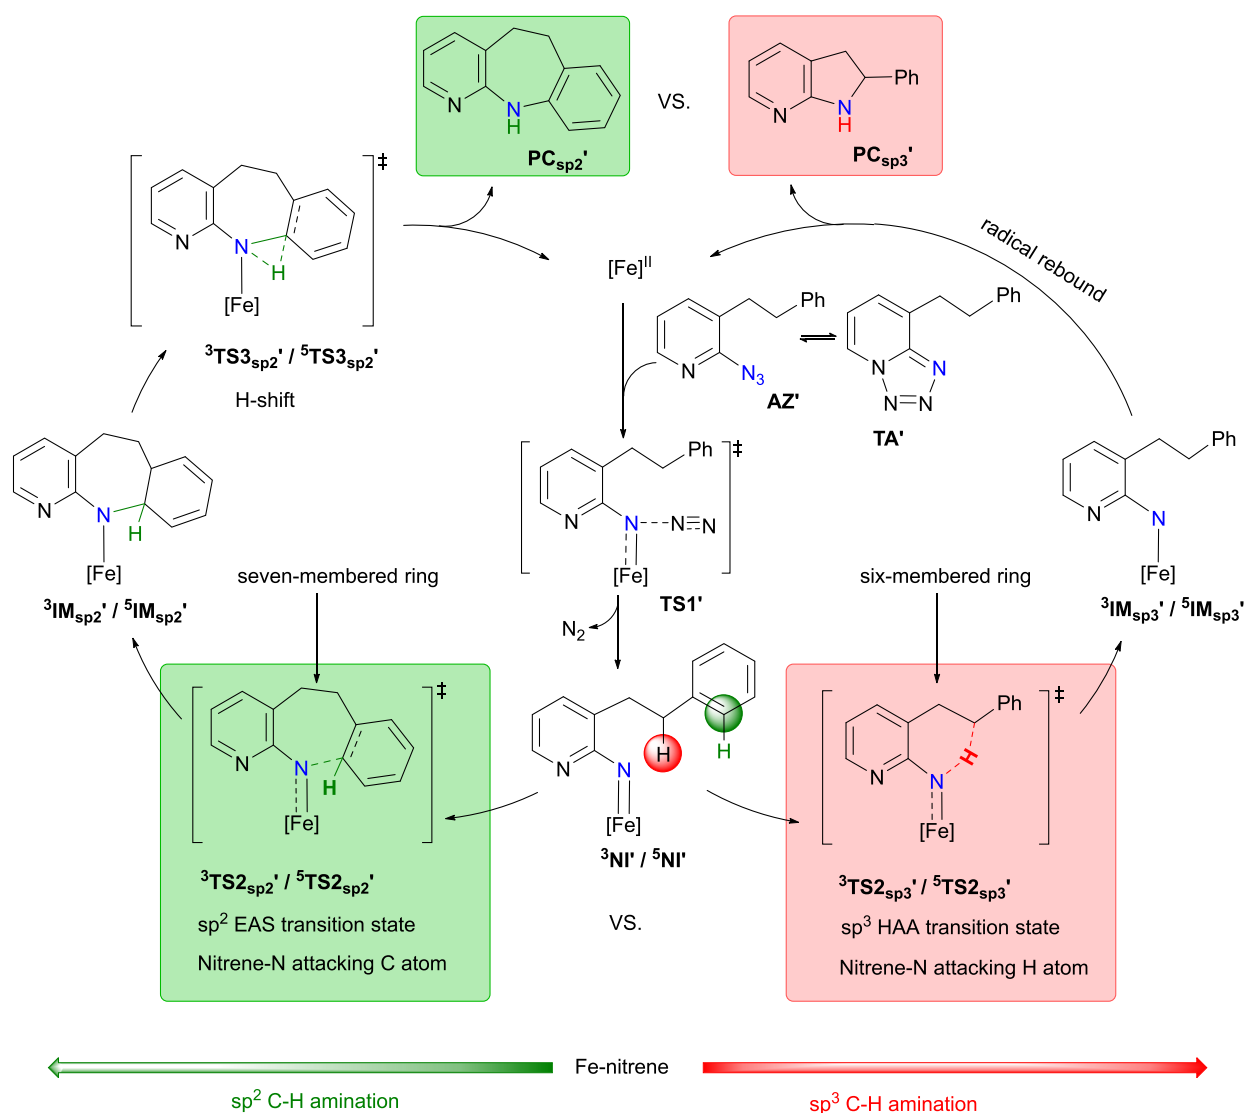 N
N
H
PCsp2'
VS.
N
N
H
Ph
PCsp3'
‡
N
N
H
[Fe]
³TS3sp2' / ⁵TS3sp2'
H-shift
[Fe]ᴵᴵ
radical rebound
Ph
N
N₃
AZ'
Ph
N
N
N=N
TA'
N
N
H
[Fe]
³IMsp2' / ⁵IMsp2'
‡
Ph
N
N
N≡N
[Fe]
TS1'
N₂
Ph
N
N
[Fe]
³IMsp3' / ⁵IMsp3'
seven-membered ring
six-membered ring
‡
N
N
H
[Fe]
³TS2sp2' / ⁵TS2sp2'
sp² EAS transition state
Nitrene-N attacking C atom
H
H
N
N
[Fe]
³NI' / ⁵NI'
VS.
‡
Ph
H
N
N
[Fe]
³TS2sp3' / ⁵TS2sp3'
sp³ HAA transition state
Nitrene-N attacking H atom
Fe-nitrene
sp² C-H amination
sp³ C-H amination